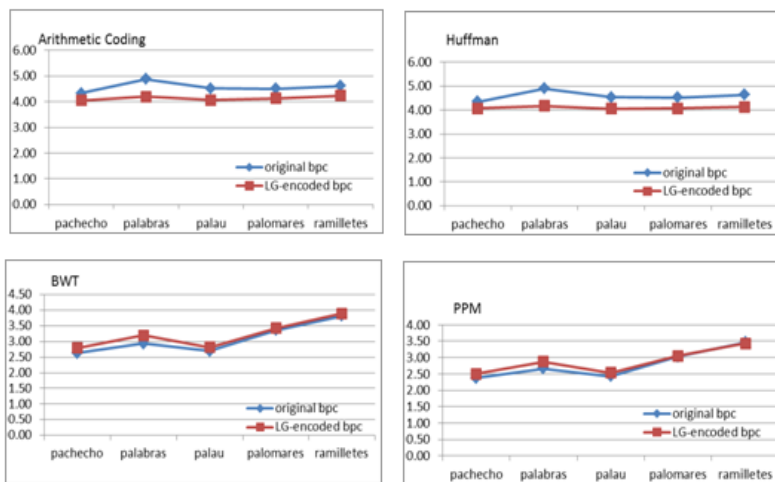 Arithmetic Coding
6.00
5.00
4.00
3.00
2.00
1.00
0.00
original bpc
LG-encoded bpc
pachecho palabras palau palomares ramilletes
Huffman
6.00
5.00
4.00
3.00
2.00
1.00
0.00
original bpc
LG-encoded bpc
pachecho palabras palau palomares ramilletes
BWT
4.50
4.00
3.50
3.00
2.50
2.00
1.50
1.00
0.50
0.00
original bpc
LG-encoded bpc
pachecho palabras palau palomares ramilletes
PPM
4.00
3.50
3.00
2.50
2.00
1.50
1.00
0.50
0.00
original bpc
LG-encoded bpc
pachecho palabras palau palomares ramilletes